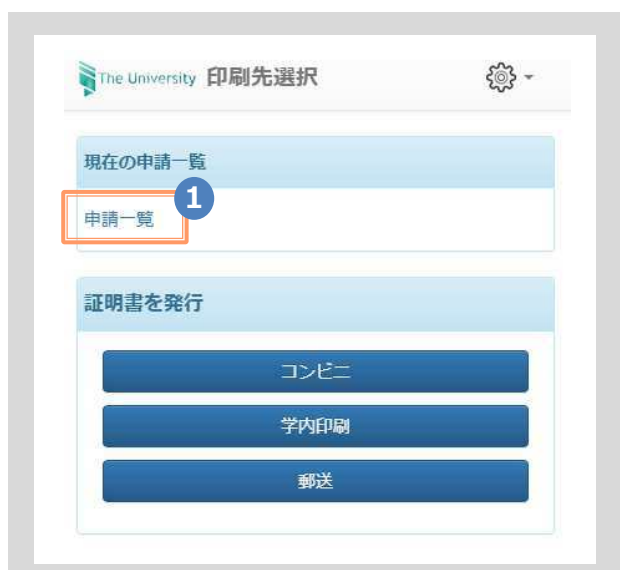 The University 印刷先選択
現在の申請一覧
1
申請一覧
証明書を発行
コンビニ
学内印刷
郵送